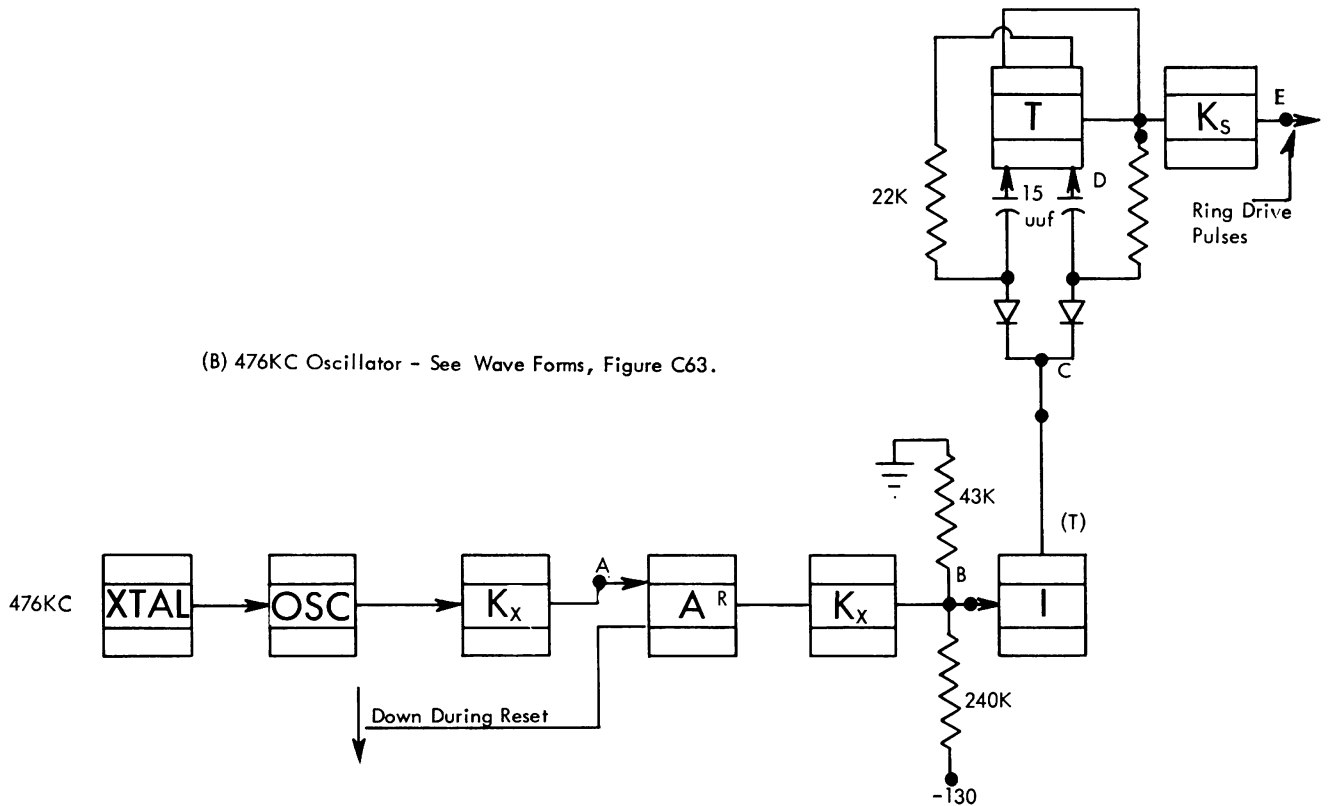 T
Ks
E
D
22K
15
uuf
Ring Drive
Pulses
(B) 476KC Oscillator - See Wave Forms, Figure C63.
C
43K
(T)
A
B
476KC
XTAL
OSC
Kx
A R
Kx
I
Down During Reset
240K
-130